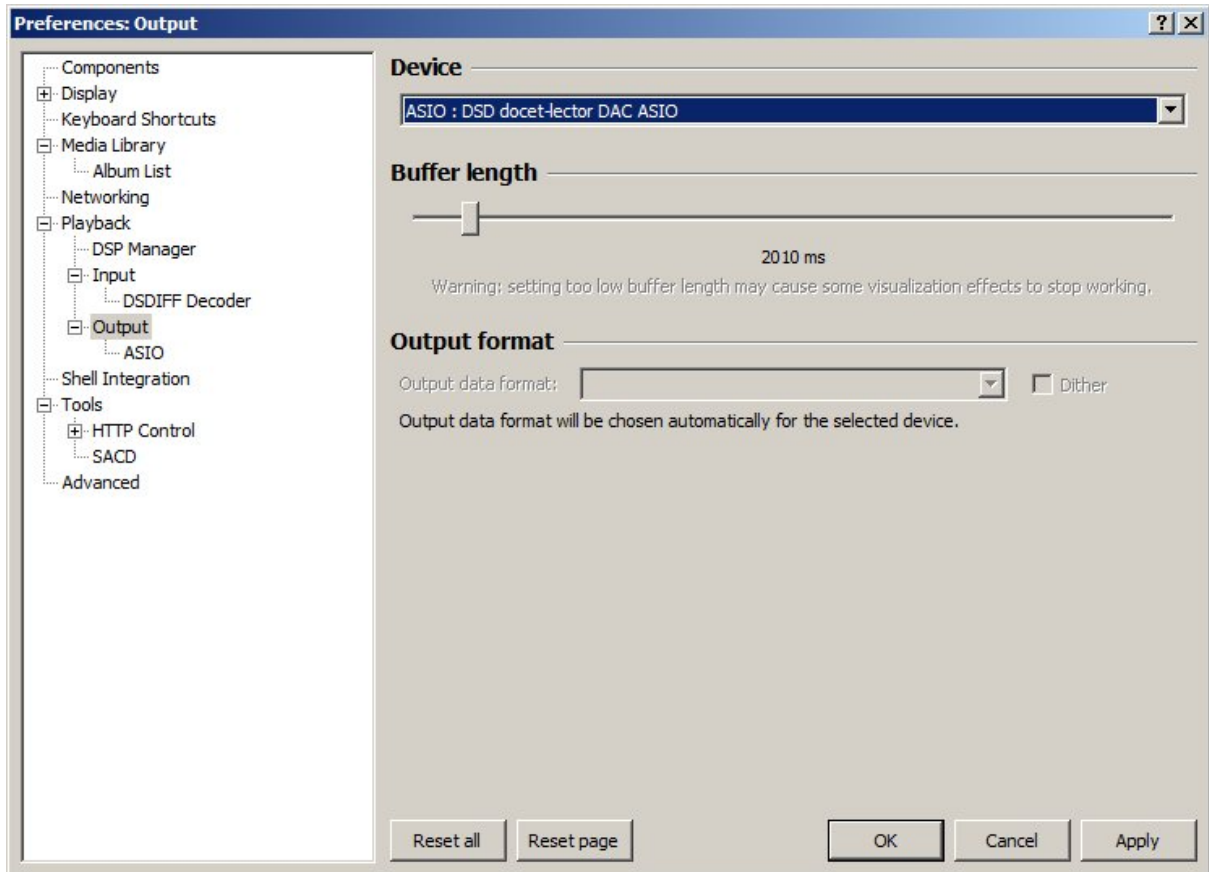 Preferences: Output
Components
Display
Keyboard Shortcuts
Media Library
Album List
Networking
Playback
DSP Manager
Input
DSDIFF Decoder
Output
ASIO
Shell Integration
Tools
HTTP Control
SACD
Advanced
Device
ASIO : DSD docet-lector DAC ASIO
Buffer length
2010 ms
Warning: setting too low buffer length may cause some visualization effects to stop working.
Output format
Output data format:
Dither
Output data format will be chosen automatically for the selected device.
Reset all
Reset page
OK
Cancel
Apply